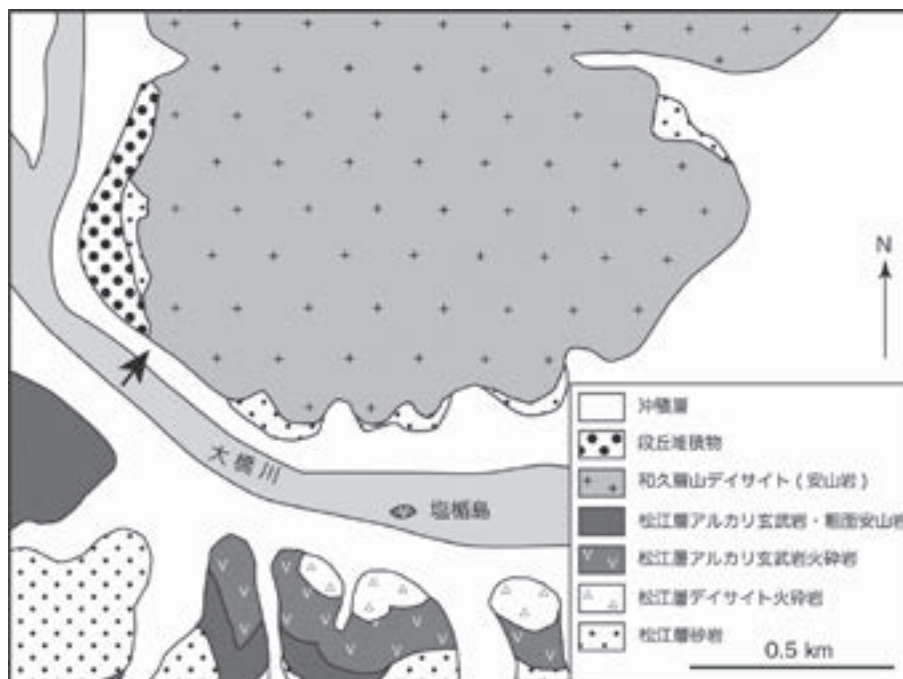 N
大橋川
塩楯島
沖積層
段丘堆積物
和久羅山デイサイト(安山岩)
松江層アルカリ玄武岩・粗面安山岩
松江層アルカリ玄武岩火砕岩
松江層デイサイト火砕岩
松江層砂岩
0.5 km